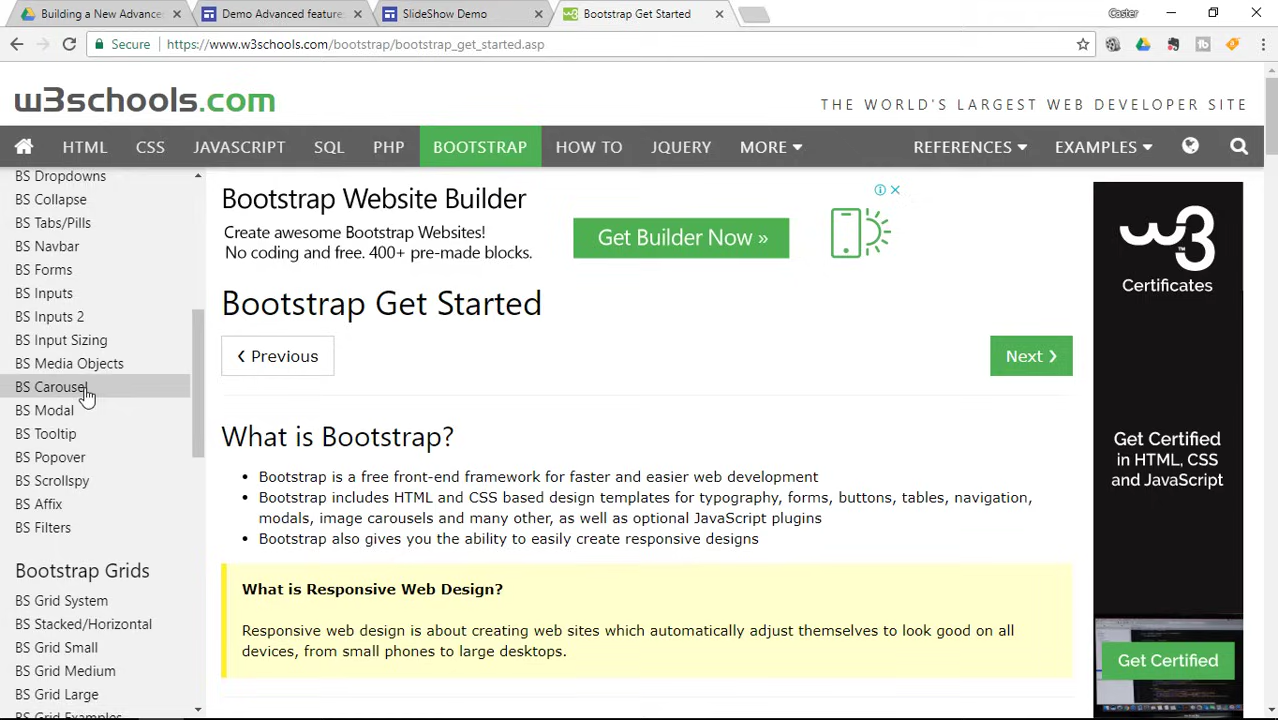 Building a New Advance
Demo Advanced feature
SlideShow Demo
Bootstrap Get Started
Caster
Secure
https://www.w3schools.com/bootstrap/bootstrap_get_started.asp
w3schools.com
THE WORLD'S LARGEST WEB DEVELOPER SITE
HTML
CSS
JAVASCRIPT
SQL
PHP
BOOTSTRAP
HOW TO
JQUERY
MORE
REFERENCES
EXAMPLES
BS Dropdowns
BS Collapse
BS Tabs/Pills
BS Navbar
BS Forms
BS Inputs
BS Inputs 2
BS Input Sizing
BS Media Objects
BS Carousel
BS Modal
BS Tooltip
BS Popover
BS Scrollspy
BS Affix
BS Filters
Bootstrap Grids
BS Grid System
BS Stacked/Horizontal
BS Grid Small
BS Grid Medium
BS Grid Large
BS Grid Examples
Bootstrap Website Builder
Create awesome Bootstrap Websites!
No coding and free. 400+ pre-made blocks.
Get Builder Now »
Bootstrap Get Started
❮ Previous
Next ❯
What is Bootstrap?
• Bootstrap is a free front-end framework for faster and easier web development
• Bootstrap includes HTML and CSS based design templates for typography, forms, buttons, tables, navigation,
modals, image carousels and many other, as well as optional JavaScript plugins
• Bootstrap also gives you the ability to easily create responsive designs
What is Responsive Web Design?
Responsive web design is about creating web sites which automatically adjust themselves to look good on all
devices, from small phones to large desktops.
w3
™
Certificates
Get Certified
in HTML, CSS
and JavaScript
Get Certified